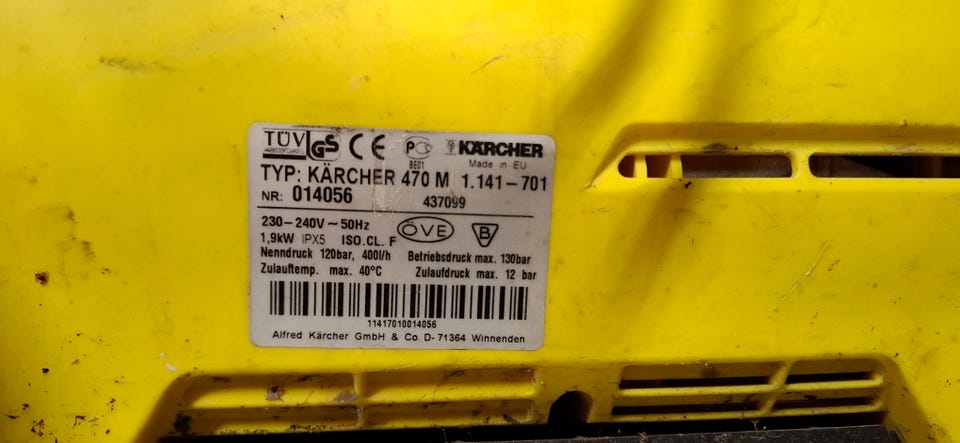 TÜV GS CE PC KÄRCHER
BE01 Made in EU
TYP: KÄRCHER 470 M 1.141-701
NR: 014056 437099
230-240V ~ 50Hz ÖVE B
1,9kW IPX5 ISO.CL. F
Nenndruck 120bar, 400l/h Betriebsdruck max. 130bar
Zulauftemp. max. 40°C Zulaufdruck max. 12 bar
11417010014056
Alfred Kärcher GmbH & Co. D-71364 Winnenden